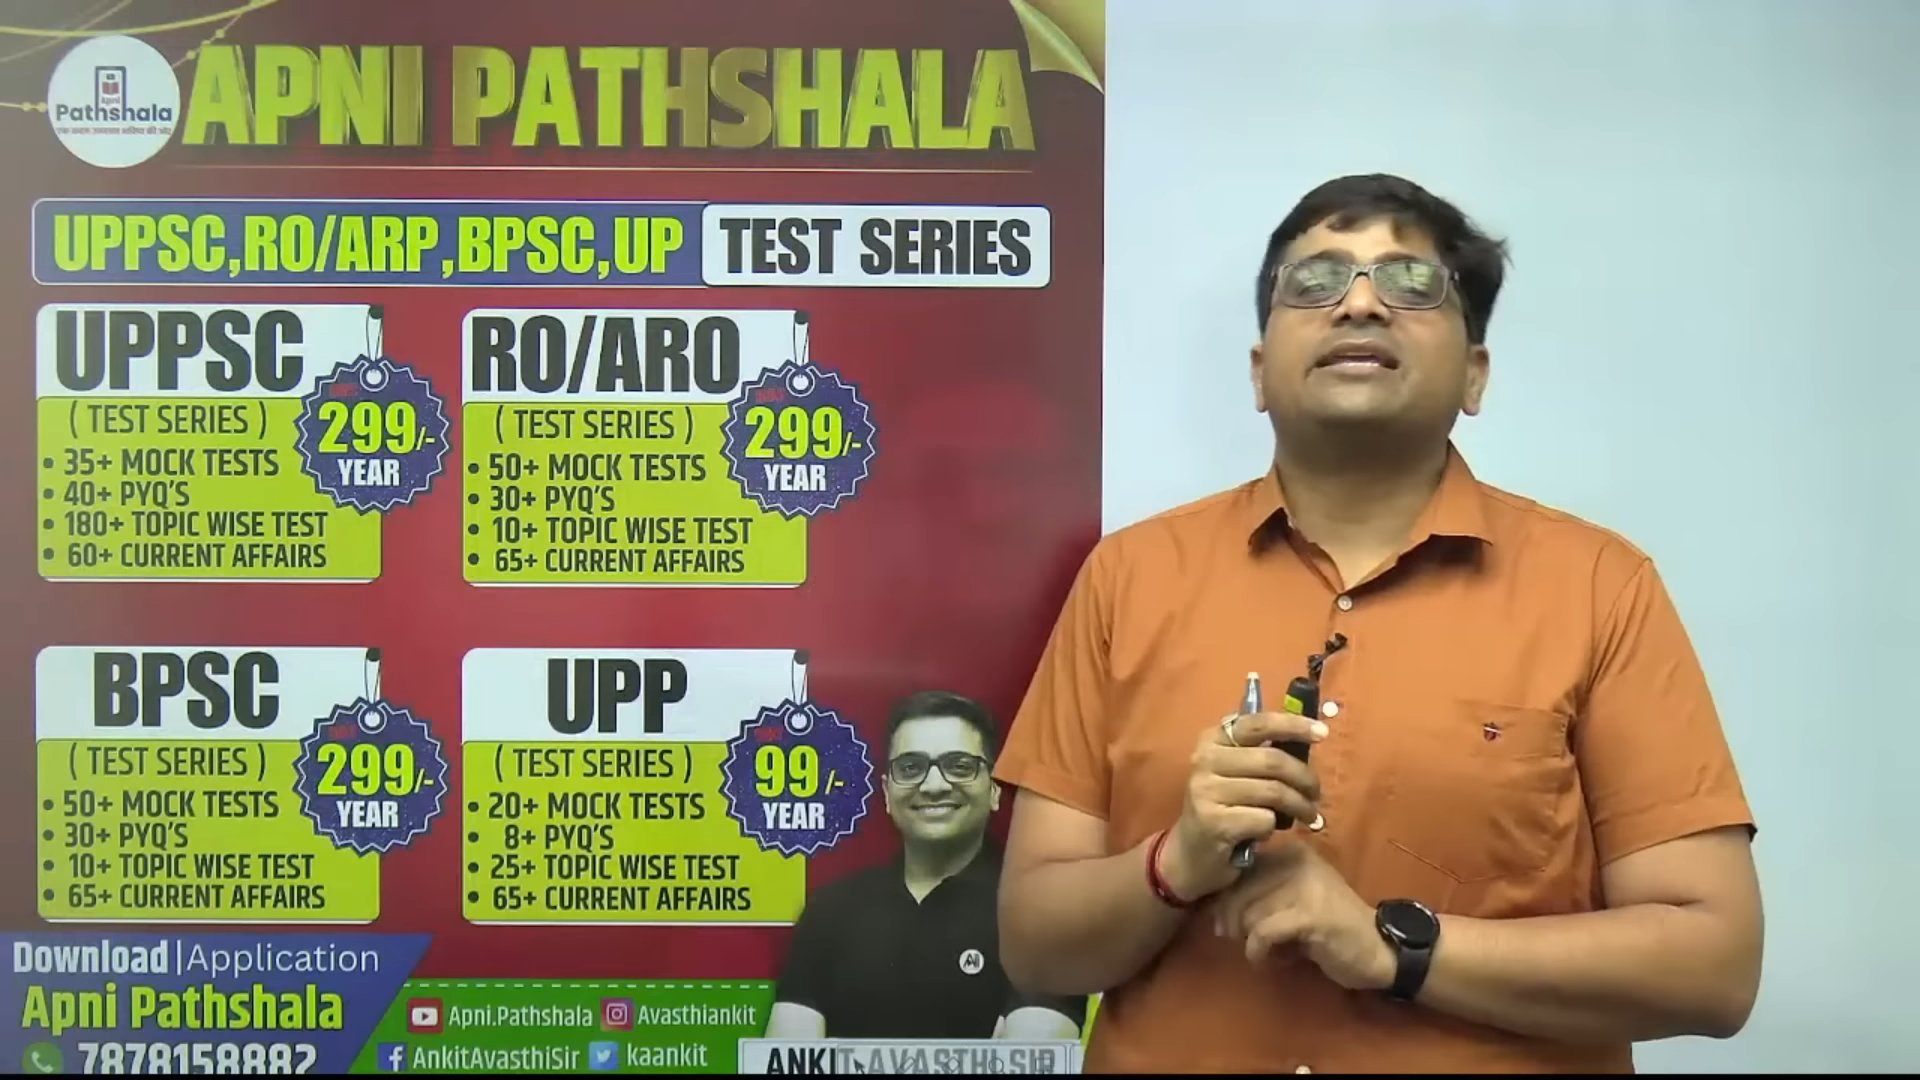 Apni
Pathshala
APNI PATHSHALA
UPPSC,RO/ARP,BPSC,UP TEST SERIES
UPPSC
( TEST SERIES )
• 35+ MOCK TESTS
• 40+ PYQ'S
• 180+ TOPIC WISE TEST
• 60+ CURRENT AFFAIRS
299/-
YEAR
RO/ARO
( TEST SERIES )
• 50+ MOCK TESTS
• 30+ PYQ'S
• 10+ TOPIC WISE TEST
• 65+ CURRENT AFFAIRS
299/-
YEAR
BPSC
( TEST SERIES )
• 50+ MOCK TESTS
• 30+ PYQ'S
• 10+ TOPIC WISE TEST
• 65+ CURRENT AFFAIRS
299/-
YEAR
UPP
( TEST SERIES )
• 20+ MOCK TESTS
• 8+ PYQ'S
• 25+ TOPIC WISE TEST
• 65+ CURRENT AFFAIRS
99/-
YEAR
Download|Application
Apni Pathshala
7878158882
Apni.Pathshala Avasthiankit
AnkitAvasthiSir kaankit
ANKIT AVASTHI SIR